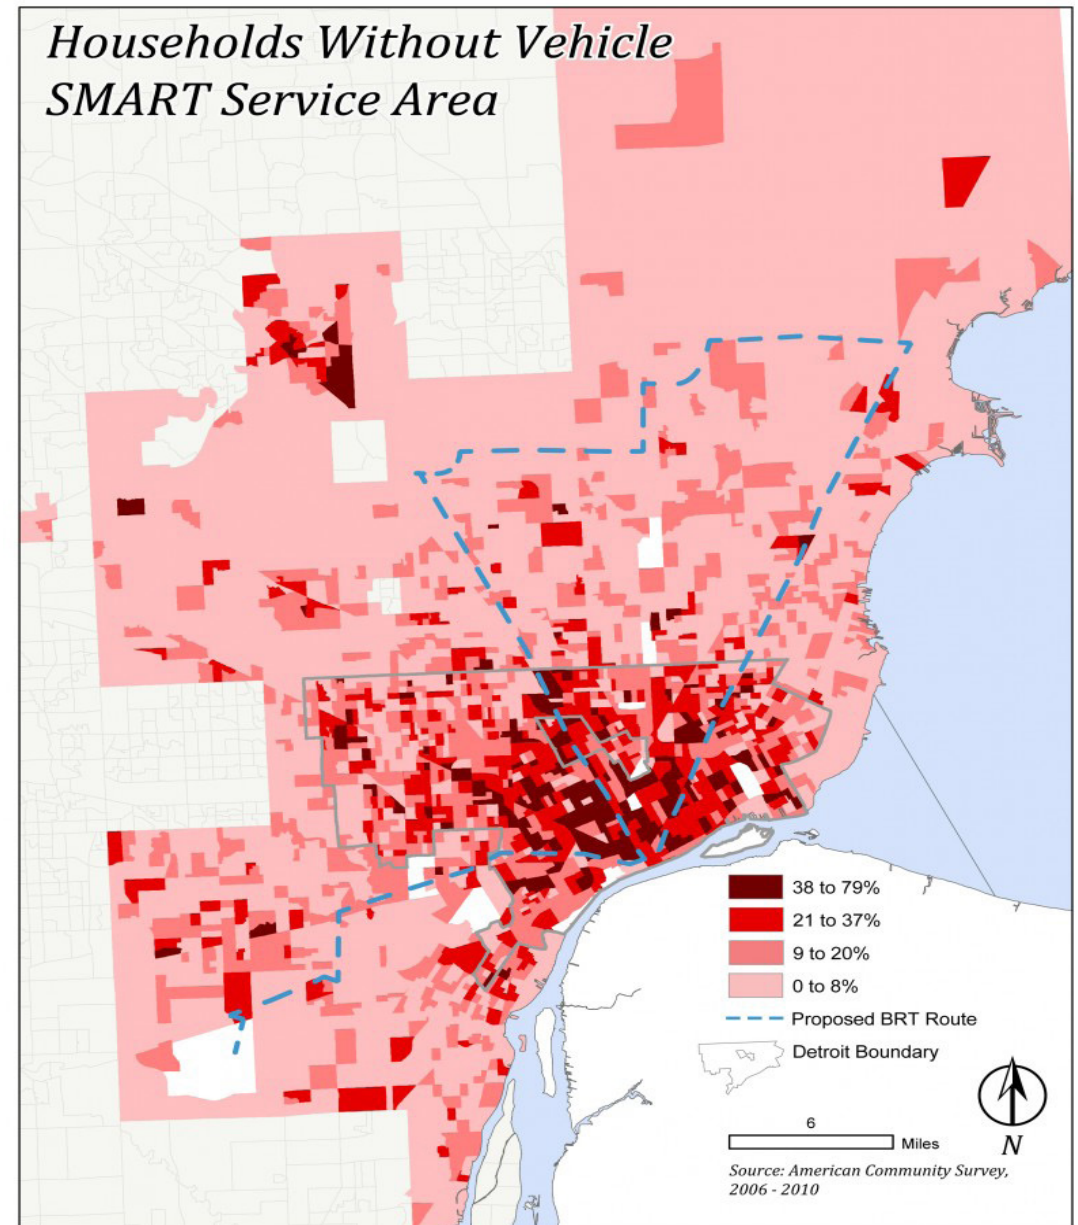 Households Without Vehicle
SMART Service Area
38 to 79%
21 to 37%
9 to 20%
0 to 8%
Proposed BRT Route
Detroit Boundary
6
Miles
N
Source: American Community Survey,
2006 - 2010